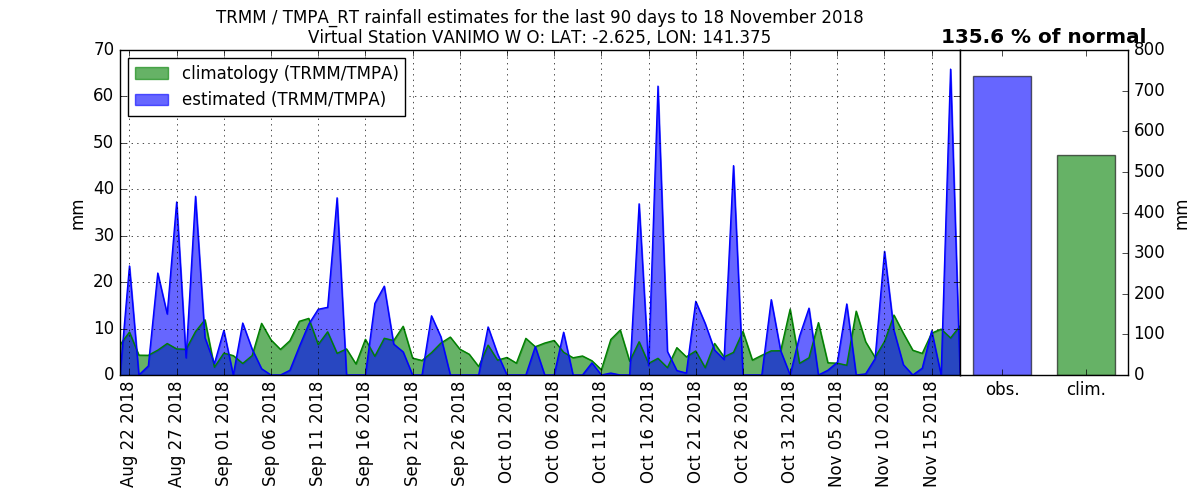 TRMM / TMPA_RT rainfall estimates for the last 90 days to 18 November 2018
Virtual Station VANIMO W O: LAT: -2.625, LON: 141.375
135.6 % of normal
climatology (TRMM/TMPA)
estimated (TRMM/TMPA)
70
60
50
40
30
20
10
0
mm
Aug 22 2018
Aug 27 2018
Sep 01 2018
Sep 06 2018
Sep 11 2018
Sep 16 2018
Sep 21 2018
Sep 26 2018
Oct 01 2018
Oct 06 2018
Oct 11 2018
Oct 16 2018
Oct 21 2018
Oct 26 2018
Oct 31 2018
Nov 05 2018
Nov 10 2018
Nov 15 2018
obs.
clim.
800
700
600
500
400
300
200
100
0
mm